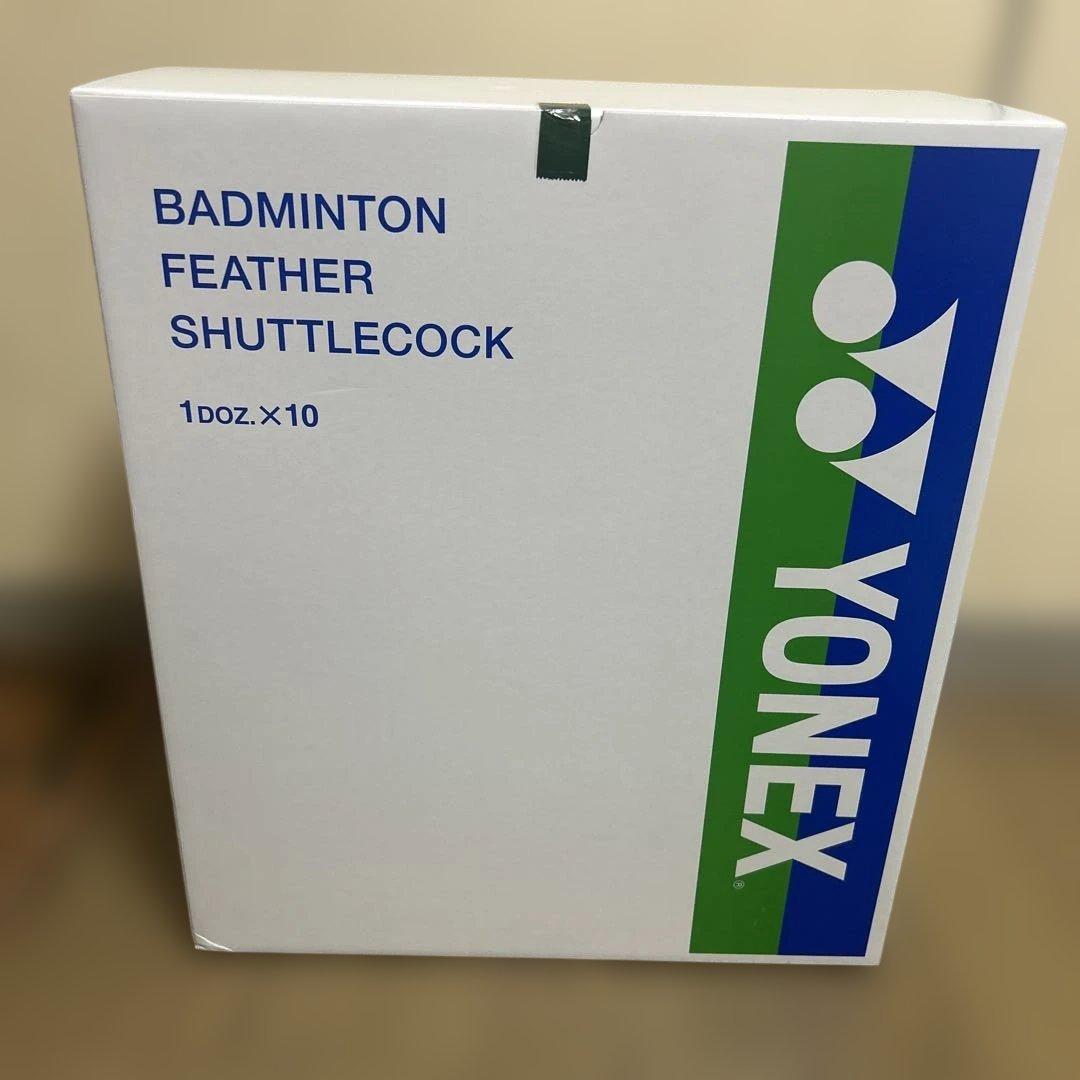 BADMINTON
FEATHER
SHUTTLECOCK
1DOZ.×10
YONEX®